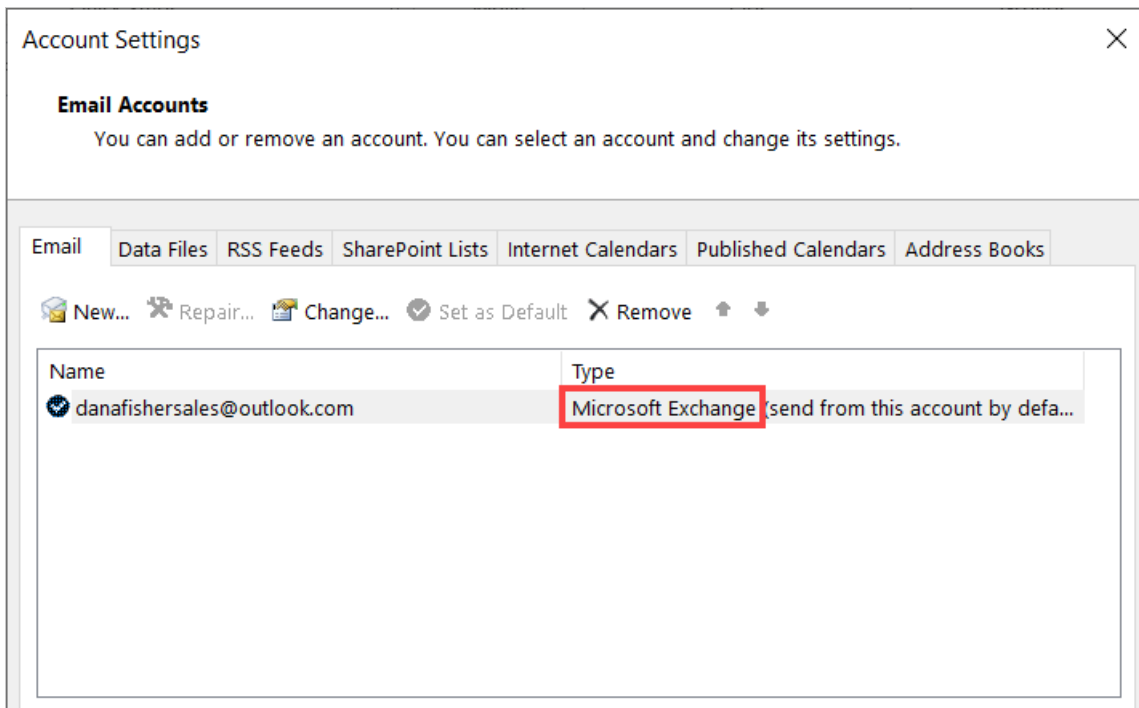 Account Settings
Email Accounts
You can add or remove an account. You can select an account and change its settings.
Email Data Files RSS Feeds SharePoint Lists Internet Calendars Published Calendars Address Books
New... Repair... Change... Set as Default Remove
Name Type
danafishersales@outlook.com Microsoft Exchange (send from this account by defa...